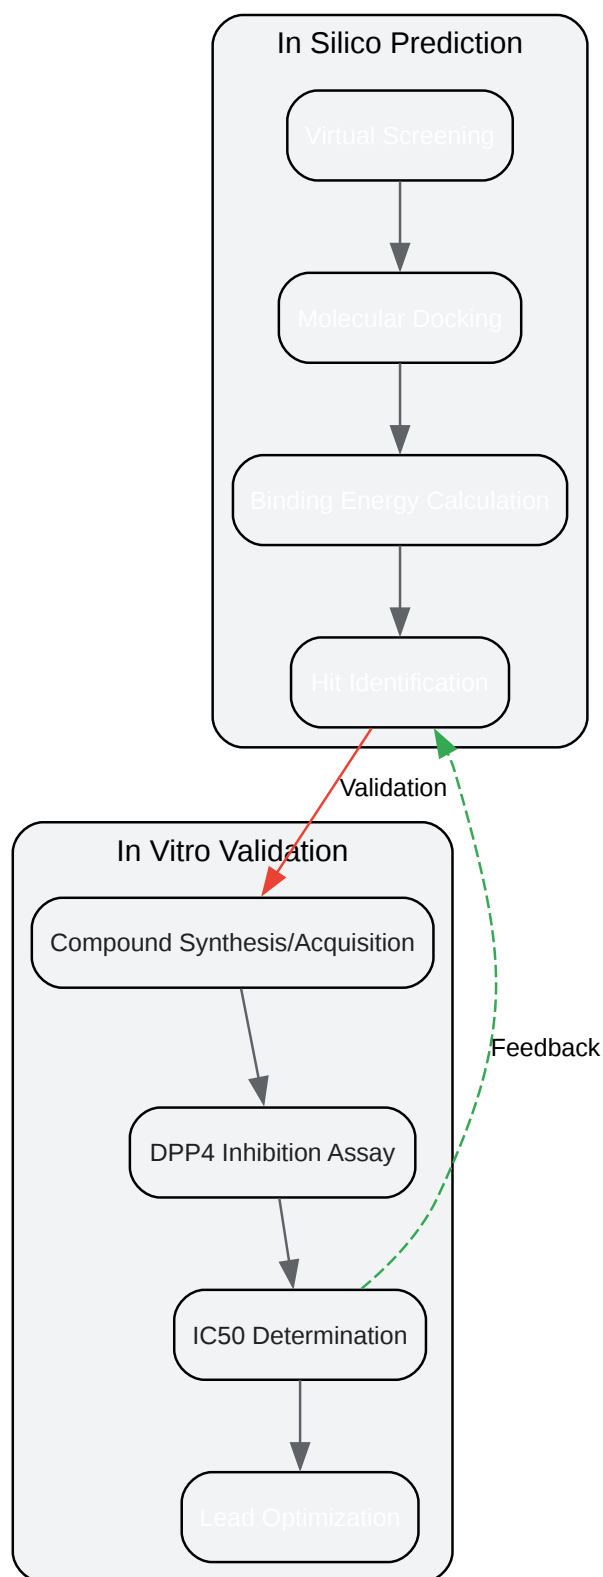 In Silico Prediction
Virtual Screening
Molecular Docking
Binding Energy Calculation
Hit Identification
Validation
In Vitro Validation
Compound Synthesis/Acquisition
Feedback
DPP4 Inhibition Assay
IC50 Determination
Lead Optimization